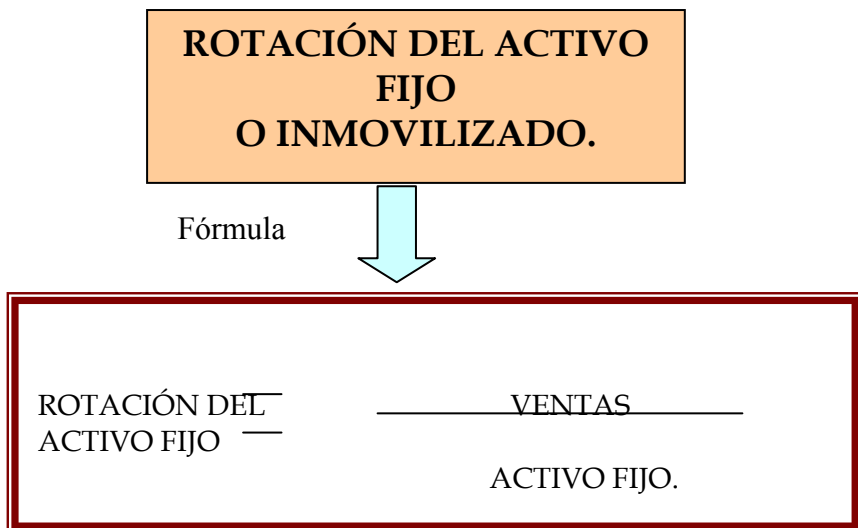 ROTACIÓN DEL ACTIVO
FIJO
O INMOVILIZADO.
Fórmula
ROTACIÓN DEL
ACTIVO FIJO
VENTAS
ACTIVO FIJO.